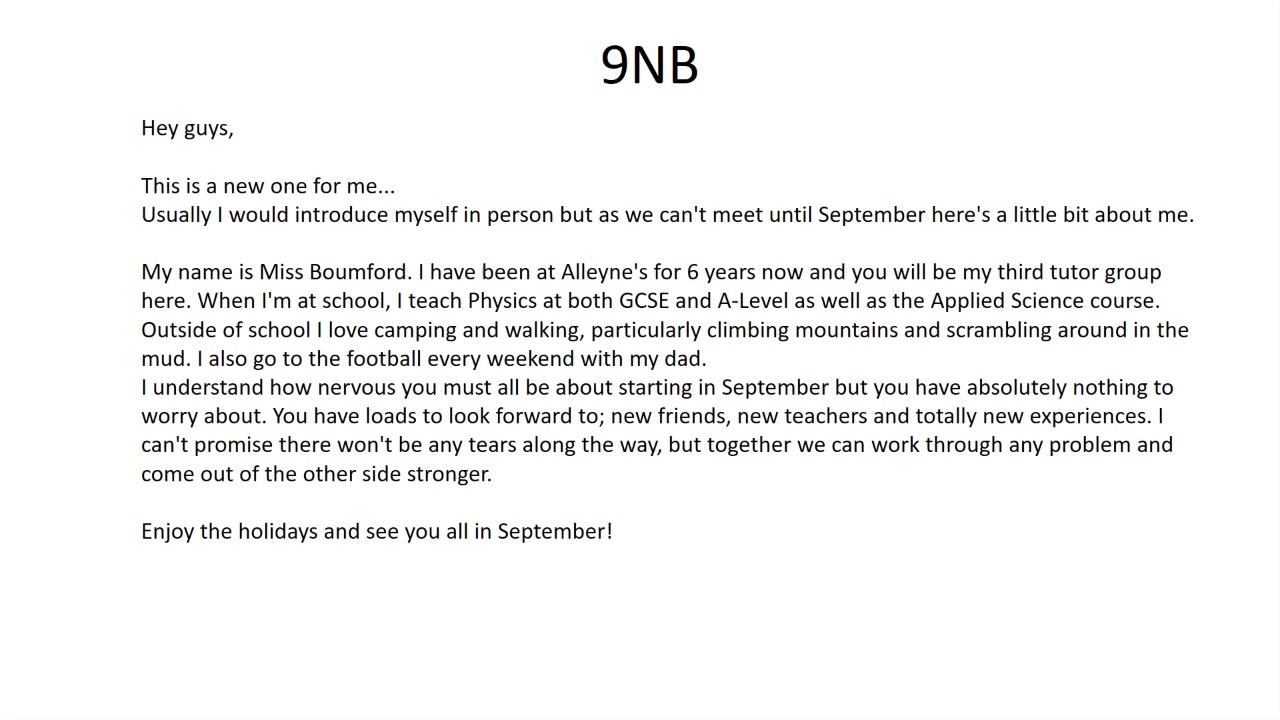 9NB
Hey guys,
This is a new one for me...
Usually I would introduce myself in person but as we can't meet until September here's a little bit about me.
My name is Miss Boumford. I have been at Alleyne's for 6 years now and you will be my third tutor group
here. When I'm at school, I teach Physics at both GCSE and A-Level as well as the Applied Science course.
Outside of school I love camping and walking, particularly climbing mountains and scrambling around in the
mud. I also go to the football every weekend with my dad.
I understand how nervous you must all be about starting in September but you have absolutely nothing to
worry about. You have loads to look forward to; new friends, new teachers and totally new experiences. I
can't promise there won't be any tears along the way, but together we can work through any problem and
come out of the other side stronger.
Enjoy the holidays and see you all in September!